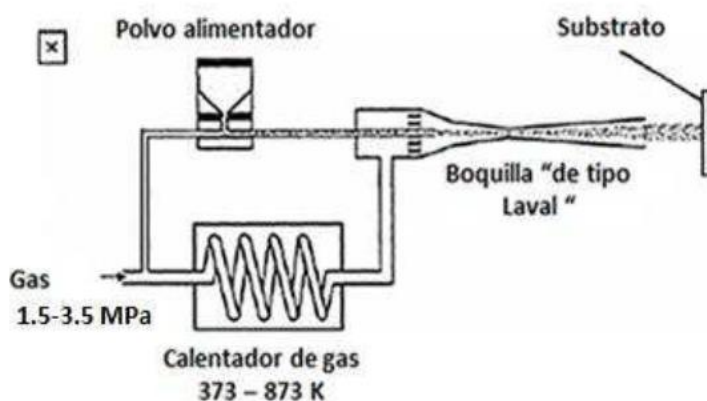 Polvo alimentador
Substrato
Boquilla "de tipo
Laval "
Gas
1.5-3.5 MPa
Calentador de gas
373 – 873 K